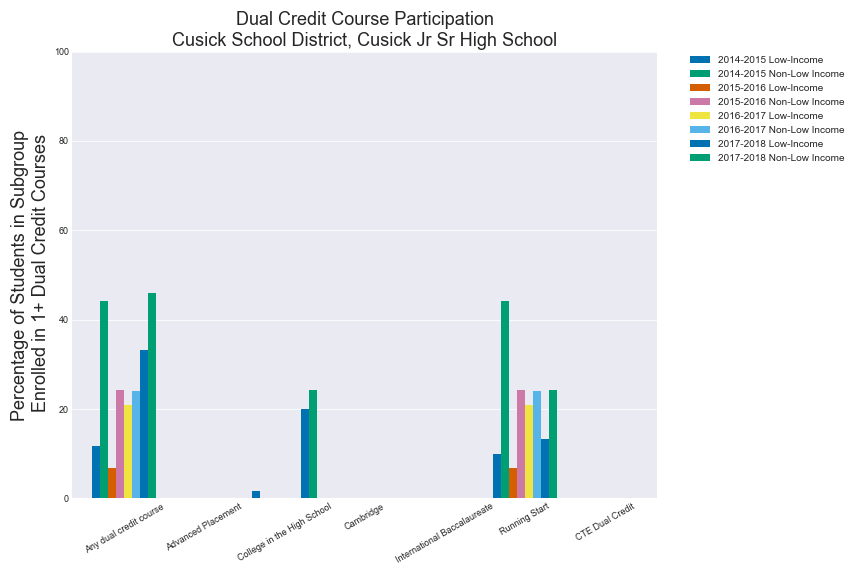 Dual Credit Course Participation
Cusick School District, Cusick Jr Sr High School
Percentage of Students in Subgroup
Enrolled in 1+ Dual Credit Courses
100
80
60
40
20
0
Any dual credit course
Advanced Placement
College in the High School
Cambridge
International Baccalaureate
Running Start
CTE Dual Credit
2014-2015 Low-Income
2014-2015 Non-Low Income
2015-2016 Low-Income
2015-2016 Non-Low Income
2016-2017 Low-Income
2016-2017 Non-Low Income
2017-2018 Low-Income
2017-2018 Non-Low Income